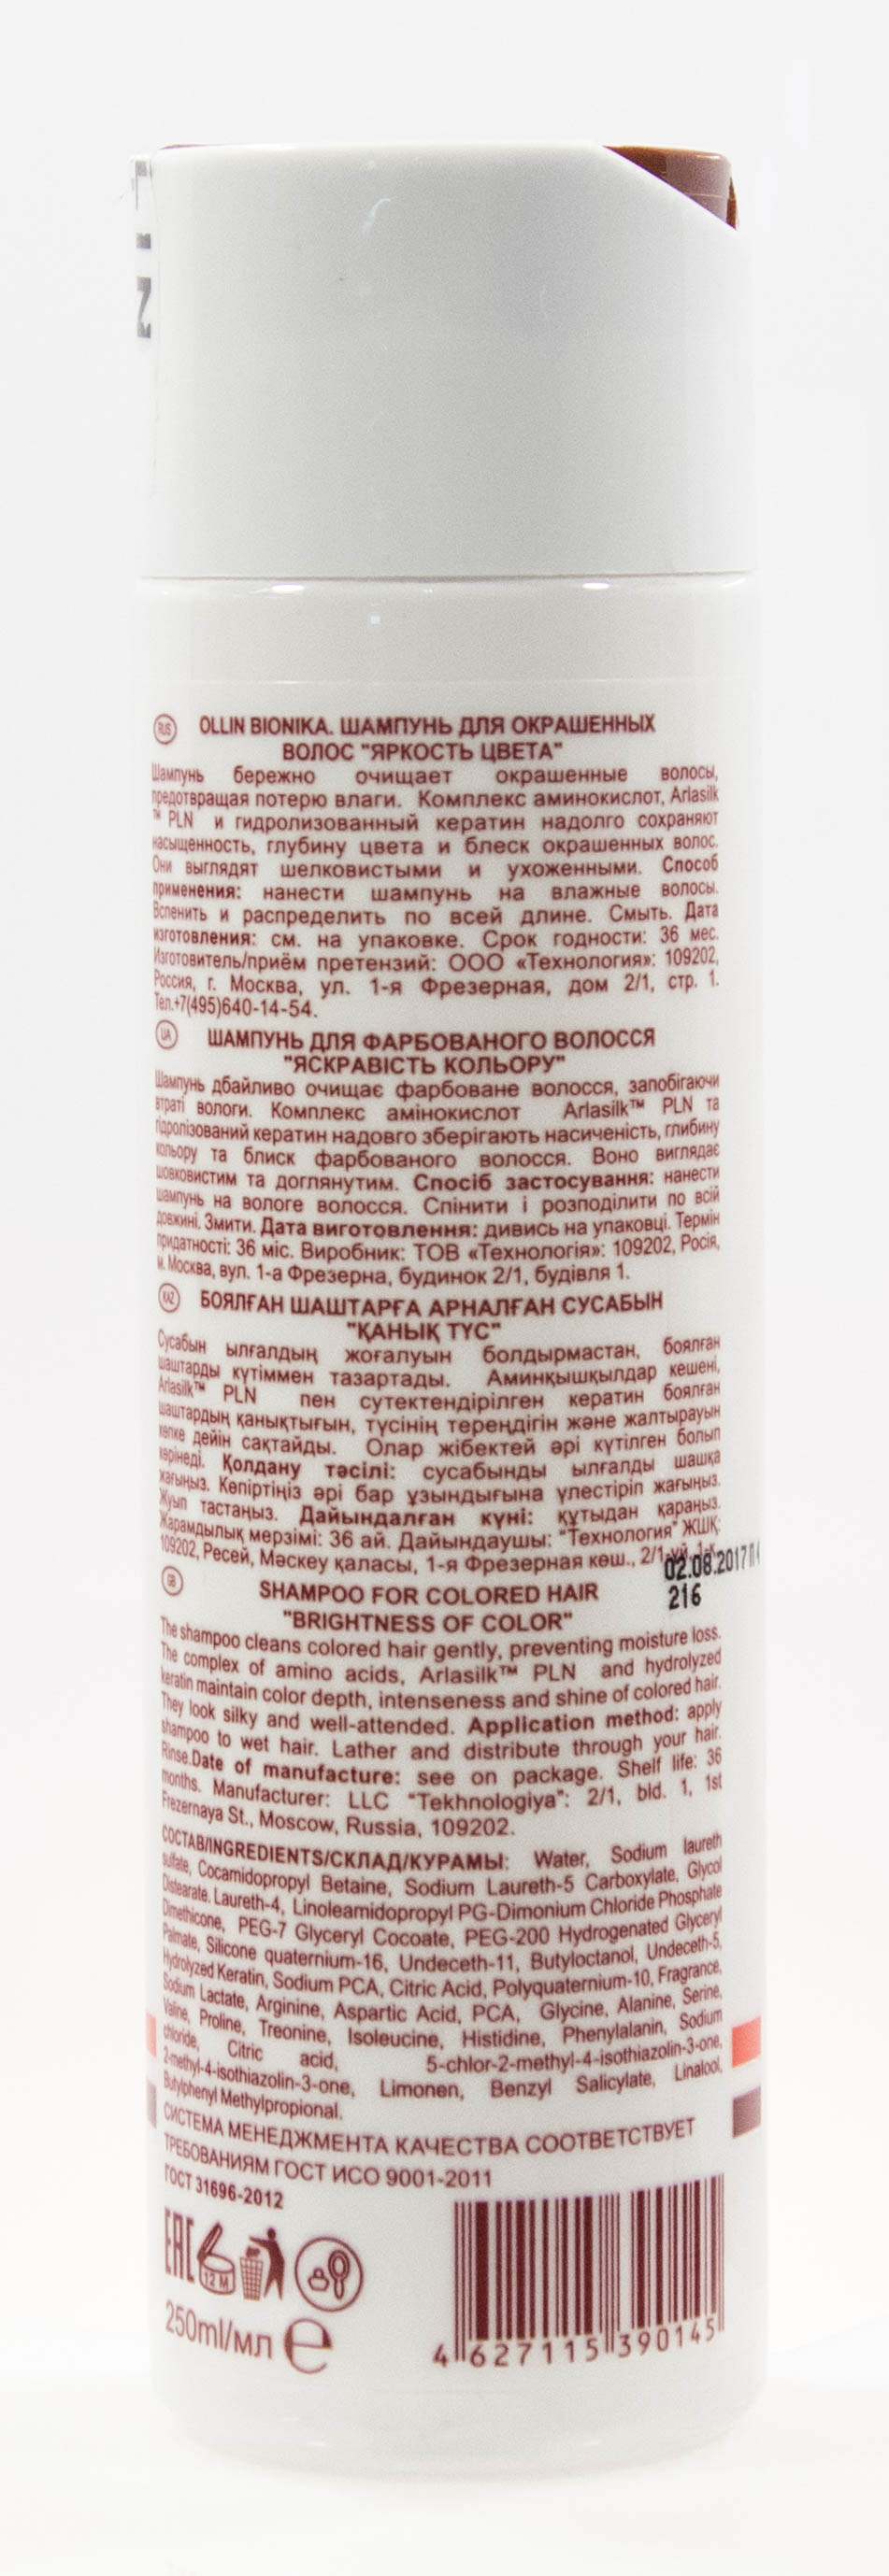 RUS OLLIN BIONIKA. ШАМПУНЬ ДЛЯ ОКРАШЕННЫХ
ВОЛОС "ЯРКОСТЬ ЦВЕТА"
Шампунь бережно очищает окрашенные волосы,
предотвращая потерю влаги. Комплекс аминокислот, Arlasilk
™ PLN и гидролизованный кератин надолго сохраняют
насыщенность, глубину цвета и блеск окрашенных волос.
Они выглядят шелковистыми и ухоженными. Способ
применения: нанести шампунь на влажные волосы.
Вспенить и распределить по всей длине. Смыть. Дата
изготовления: см. на упаковке. Срок годности: 36 мес.
Изготовитель/приём претензий: ООО «Технология»: 109202,
Россия, г. Москва, ул. 1-я Фрезерная, дом 2/1, стр. 1.
Тел.+7(495)640-14-54.
UA ШАМПУНЬ ДЛЯ ФАРБОВАНОГО ВОЛОССЯ
"ЯСКРАВІСТЬ КОЛЬОРУ"
Шампунь дбайливо очищає фарбоване волосся, запобігаючи
втраті вологи. Комплекс амінокислот Arlasilk™ PLN та
гідролізований кератин надовго зберігають насиченість, глибину
кольору та блиск фарбованого волосся. Воно виглядає
шовковистим та доглянутим. Спосіб застосування: нанести
шампунь на вологе волосся. Спінити і розподілити по всій
довжині. Змити. Дата виготовлення: дивись на упаковці. Термін
придатності: 36 міс. Виробник: ТОВ «Технологія»: 109202, Росія,
м. Москва, вул. 1-а Фрезерна, будинок 2/1, будівля 1.
KAZ БОЯЛҒАН ШАШТАРҒА АРНАЛҒАН СУСАБЫН
"ҚАНЫҚ ТҮС"
Сусабын ылғалдың жоғалуын болдырмастан, боялған
шаштарды күтіммен тазартады. Аминқышқылдар кешені,
Arlasilk™ PLN пен сутектендірілген кератин боялған
шаштардың қанықтығын, түсінің тереңдігін және жалтырауын
көпке дейін сақтайды. Олар жібектей әрі күтілген болып
көрінеді. Қолдану тәсілі: сусабынды ылғалды шашқа
жағыңыз. Көпіртіңіз әрі бар ұзындығына үлестіріп жағыңыз.
Жуып тастаңыз. Дайындалған күні: құтыдан қараңыз.
Жарамдылық мерзімі: 36 ай. Дайындаушы: "Технология" ЖШҚ:
109202, Ресей, Мәскеу қаласы, 1-я Фрезерная көш., 2/1
02.08.2017
216
GB SHAMPOO FOR COLORED HAIR
"BRIGHTNESS OF COLOR"
The shampoo cleans colored hair gently, preventing moisture loss.
The complex of amino acids, Arlasilk™ PLN and hydrolyzed
keratin maintain color depth, intenseness and shine of colored hair.
They look silky and well-attended. Application method: apply
shampoo to wet hair. Lather and distribute through your hair.
Rinse.Date of manufacture: see on package. Shelf life: 36
months. Manufacturer: LLC "Tekhnologiya": 2/1, bld. 1, 1st
Frezernaya St., Moscow, Russia, 109202.
СОСТАВ/INGREDIENTS/СКЛАД/КУРАМЫ: Water, Sodium laureth
sulfate, Cocamidopropyl Betaine, Sodium Laureth-5 Carboxylate, Glycol
Distearate. Laureth-4, Linoleamidopropyl PG-Dimonium Chloride Phosphate
Dimethicone, PEG-7 Glyceryl Cocoate, PEG-200 Hydrogenated Glyceryl
Palmate, Silicone quaternium-16, Undeceth-11, Butyloctanol, Undeceth-5,
Hydrolyzed Keratin, Sodium PCA, Citric Acid, Polyquaternium-10, Fragrance,
Sodium Lactate, Arginine, Aspartic Acid, PCA, Glycine, Alanine, Serine,
Valine, Proline, Treonine, Isoleucine, Histidine, Phenylalanin, Sodium
chloride, Citric acid, 5-chlor-2-methyl-4-isothiazolin-3-one,
2-methyl-4-isothiazolin-3-one, Limonen, Benzyl Salicylate, Linalool,
Butylphenyl Methylpropional.
СИСТЕМА МЕНЕДЖМЕНТА КАЧЕСТВА СООТВЕТСТВУЕТ
ТРЕБОВАНИЯМ ГОСТ ИСО 9001-2011
ГОСТ 31696-2012
EAC 12 M
250ml/мл e
4 627115 390145